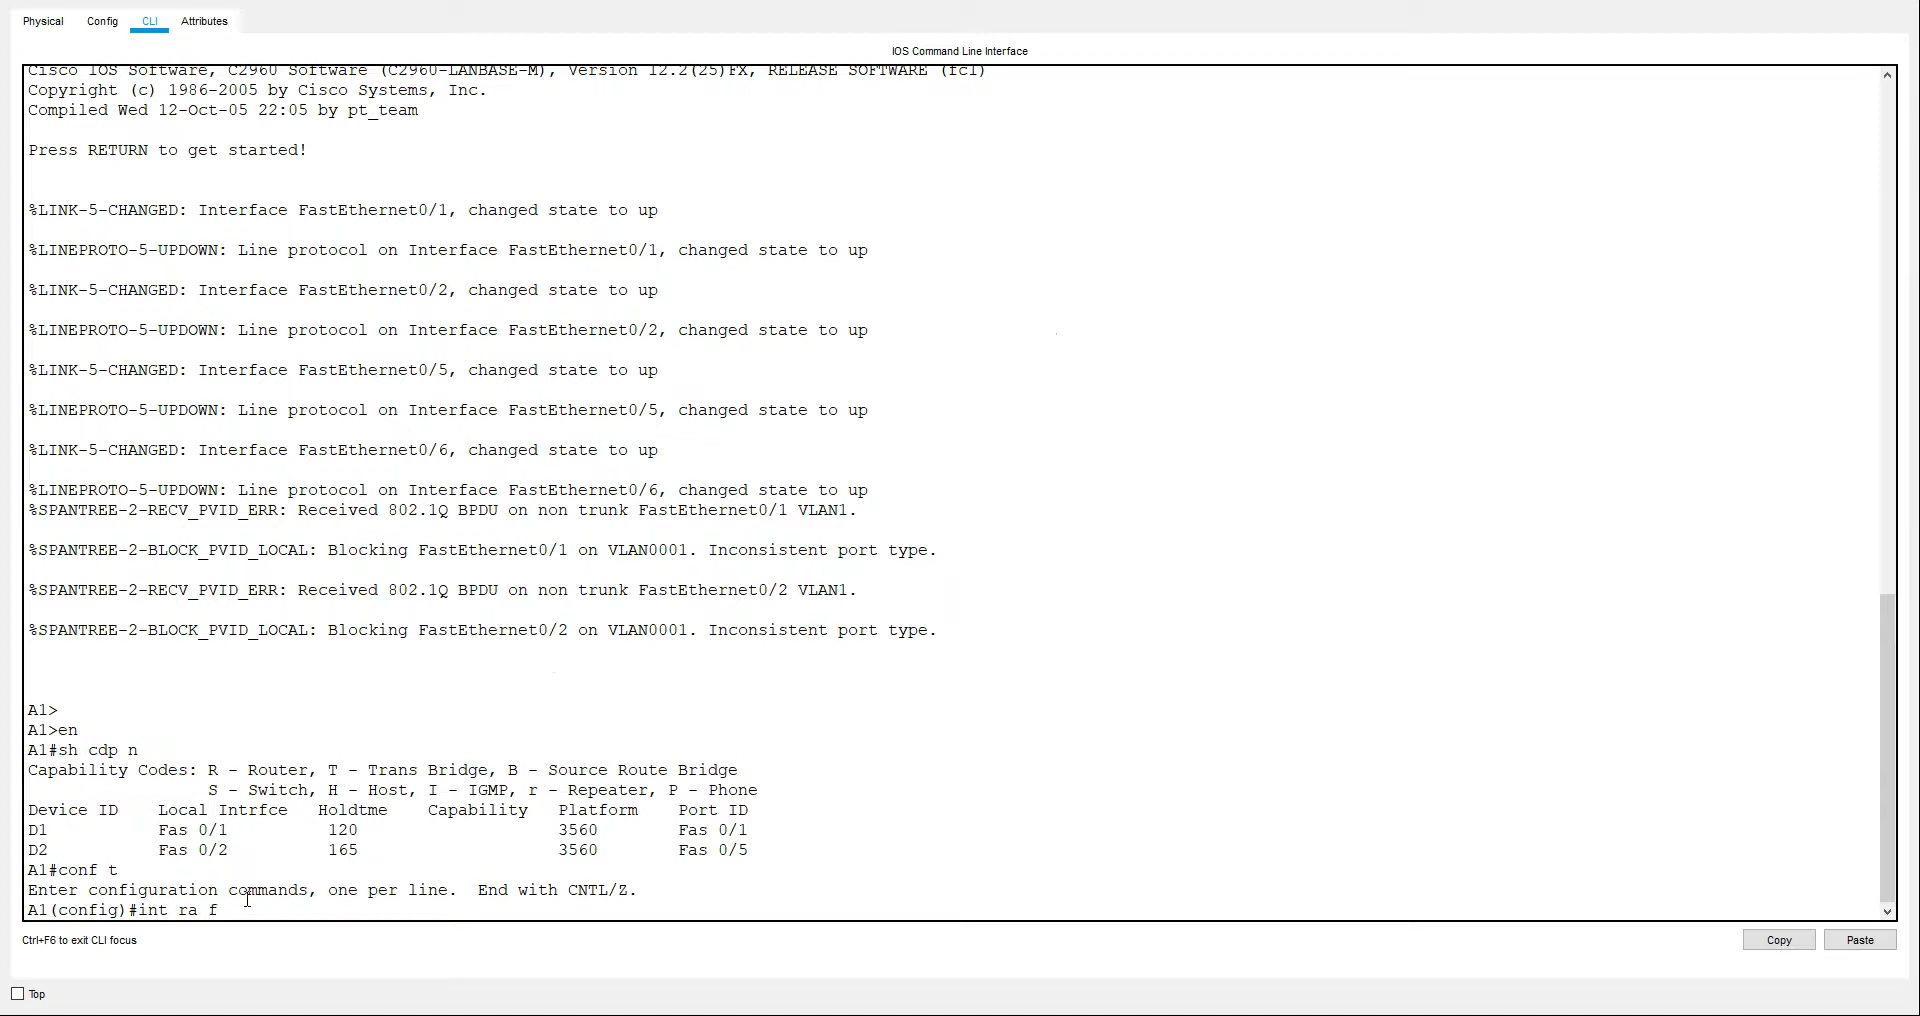 Physical Config CLI Attributes
IOS Command Line Interface
Cisco IOS Software, C2960 Software (C2960-LANBASE-M), Version 12.2(25)FX, RELEASE SOFTWARE (fc1)
Copyright (c) 1986-2005 by Cisco Systems, Inc.
Compiled Wed 12-Oct-05 22:05 by pt_team
Press RETURN to get started!
%LINK-5-CHANGED: Interface FastEthernet0/1, changed state to up
%LINEPROTO-5-UPDOWN: Line protocol on Interface FastEthernet0/1, changed state to up
%LINK-5-CHANGED: Interface FastEthernet0/2, changed state to up
%LINEPROTO-5-UPDOWN: Line protocol on Interface FastEthernet0/2, changed state to up
%LINK-5-CHANGED: Interface FastEthernet0/5, changed state to up
%LINEPROTO-5-UPDOWN: Line protocol on Interface FastEthernet0/5, changed state to up
%LINK-5-CHANGED: Interface FastEthernet0/6, changed state to up
%LINEPROTO-5-UPDOWN: Line protocol on Interface FastEthernet0/6, changed state to up
%SPANTREE-2-RECV_PVID_ERR: Received 802.1Q BPDU on non trunk FastEthernet0/1 VLAN1.
%SPANTREE-2-BLOCK_PVID_LOCAL: Blocking FastEthernet0/1 on VLAN0001. Inconsistent port type.
%SPANTREE-2-RECV_PVID_ERR: Received 802.1Q BPDU on non trunk FastEthernet0/2 VLAN1.
%SPANTREE-2-BLOCK_PVID_LOCAL: Blocking FastEthernet0/2 on VLAN0001. Inconsistent port type.
A1>
A1>en
A1#sh cdp n
Capability Codes: R - Router, T - Trans Bridge, B - Source Route Bridge
S - Switch, H - Host, I - IGMP, r - Repeater, P - Phone
Device ID Local Intrfce Holdtme Capability Platform Port ID
D1 Fas 0/1 120 3560 Fas 0/1
D2 Fas 0/2 165 3560 Fas 0/5
A1#conf t
Enter configuration commands, one per line. End with CNTL/Z.
A1(config)#int ra f
Ctrl+F6 to exit CLI focus
Copy Paste
Top